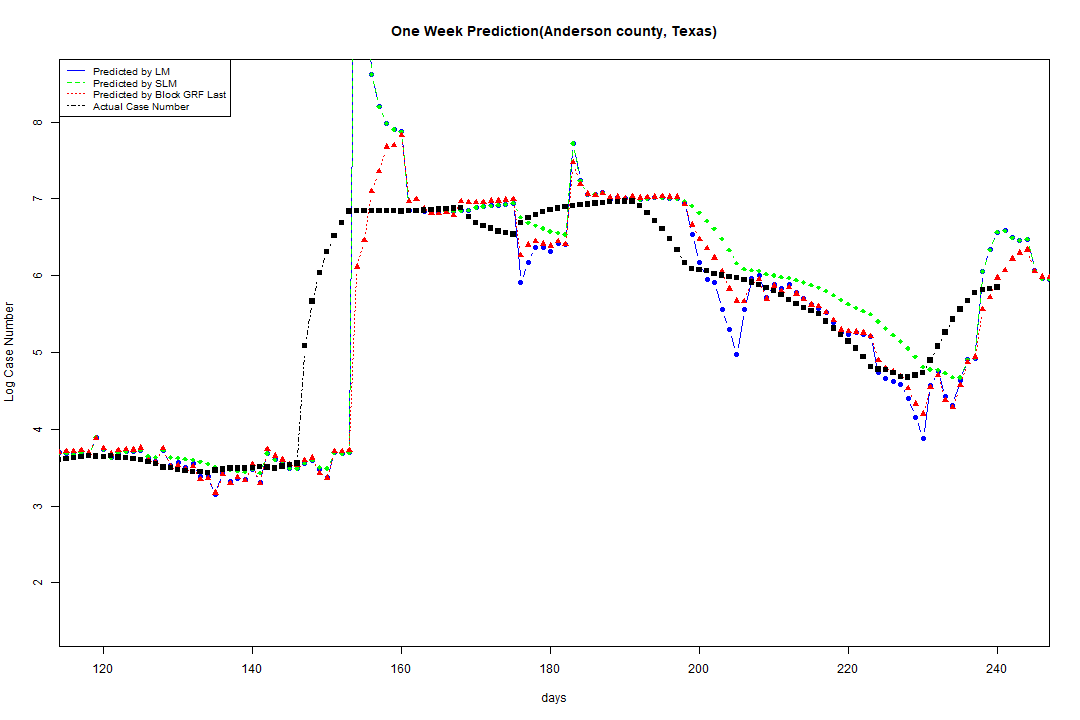 One Week Prediction(Anderson county, Texas)
Predicted by LM
Predicted by SLM
Predicted by Block GRF Last
Actual Case Number
8
7
6
5
4
3
2
Log Case Number
120 140 160 180 200 220 240
days